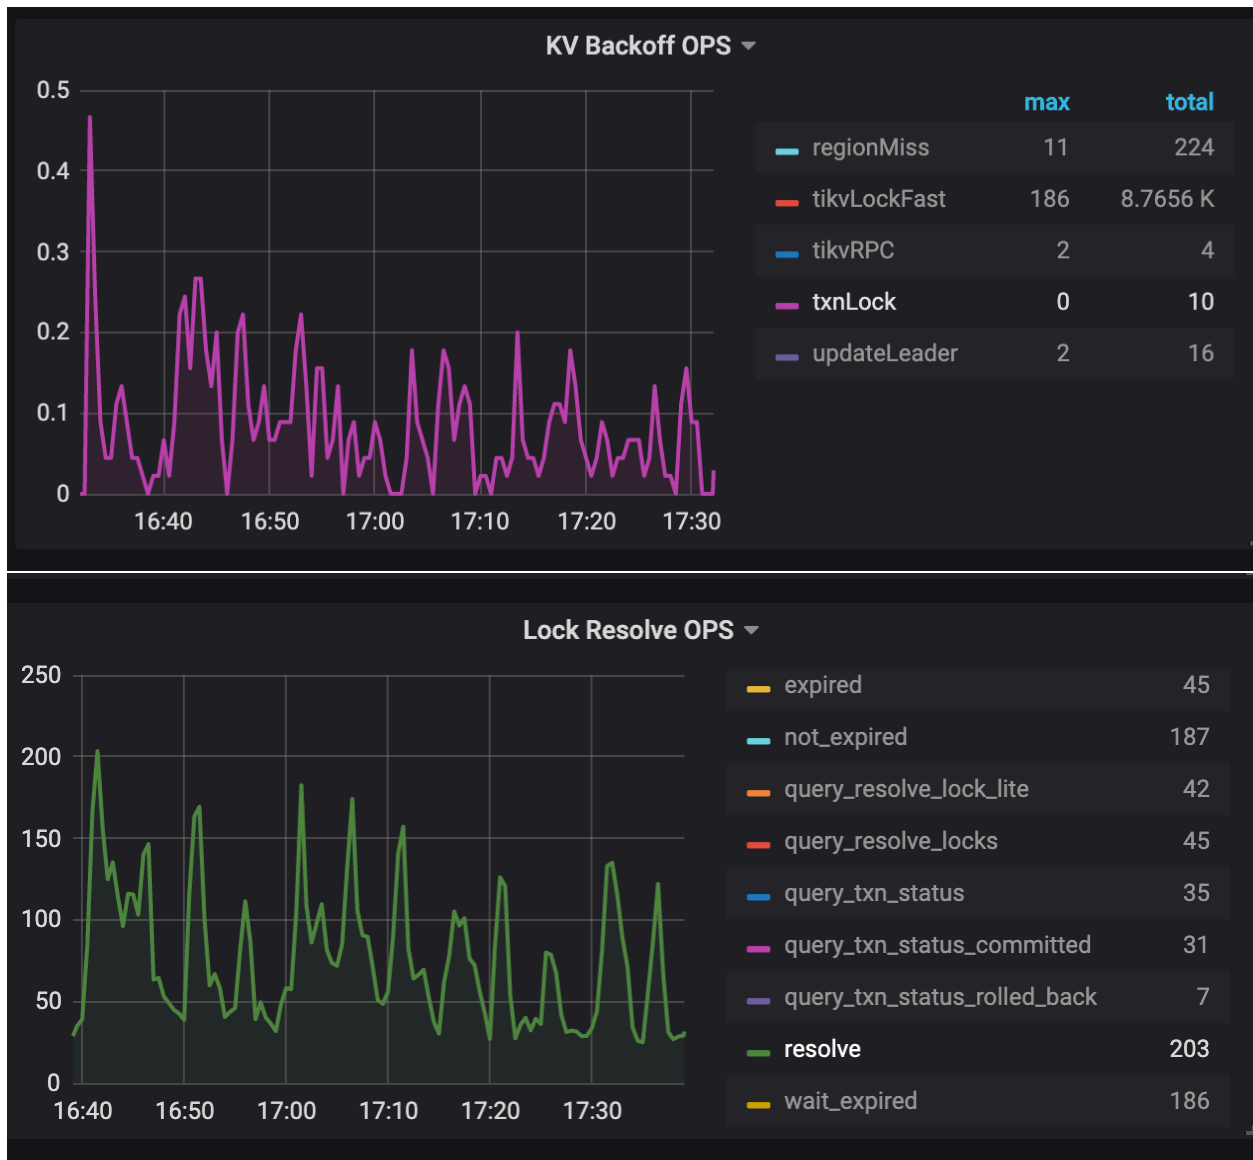 KV Backoff OPS
0.5
0.4
0.3
0.2
0.1
0
16:40 16:50 17:00 17:10 17:20 17:30
max total
regionMiss 11 224
tikvLockFast 186 8.7656 K
tikvRPC 2 4
txnLock 0 10
updateLeader 2 16
Lock Resolve OPS
250
200
150
100
50
0
16:40 16:50 17:00 17:10 17:20 17:30
expired 45
not_expired 187
query_resolve_lock_lite 42
query_resolve_locks 45
query_txn_status 35
query_txn_status_committed 31
query_txn_status_rolled_back 7
resolve 203
wait_expired 186